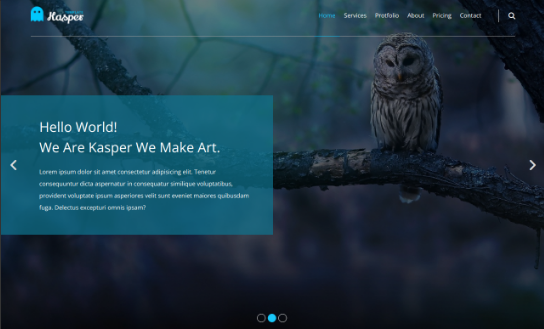 Kasper
Home Services Protfolio About Pricing Contact
Hello World!
We Are Kasper We Make Art.
Lorem ipsum dolor sit amet consectetur adipisicing elit. Tenetur
consequuntur dicta aspernatur in consequatur similique voluptatibus,
provident voluptate ipsum asperiores velit sunt eveniet maiores quibusdam
fuga. Delectus excepturi omnis ipsam?